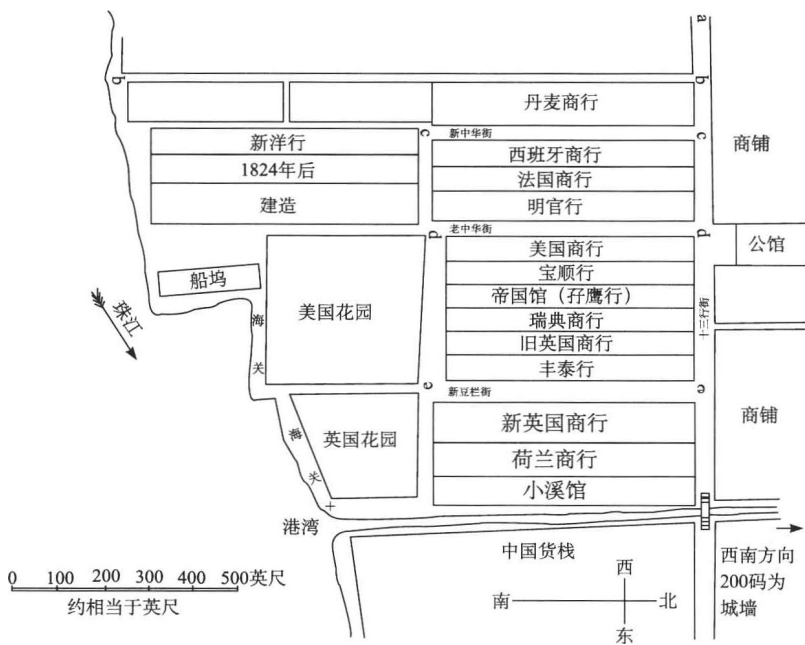 a
b
b
丹麦商行
c
新中华街
c
新洋行
1824年后
建造
西班牙商行
法国商行
明官行
商铺
d
老中华街
d
公馆
船坞
珠江
海关
美国花园
美国商行
宝顺行
帝国馆（孖鹰行）
瑞典商行
旧英国商行
丰泰行
十三行街
e
新豆栏街
e
海关
英国花园
新英国商行
荷兰商行
小溪馆
商铺
港湾
中国货栈
西南方向
200码为
城墙
0 100 200 300 400 500英尺
约相当于英尺
西
南
北
东